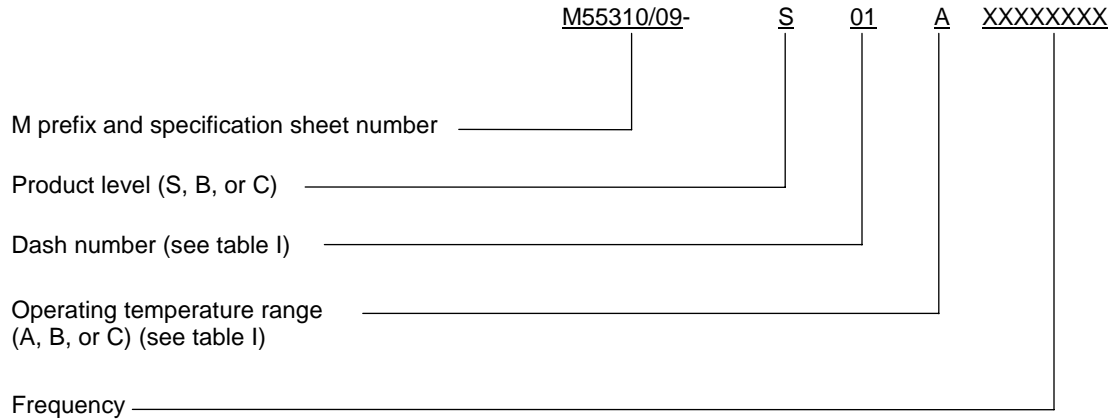 M55310/09- S 01 A XXXXXXXX
M prefix and specification sheet number
Product level (S, B, or C)
Dash number (see table I)
Operating temperature range
(A, B, or C) (see table I)
Frequency